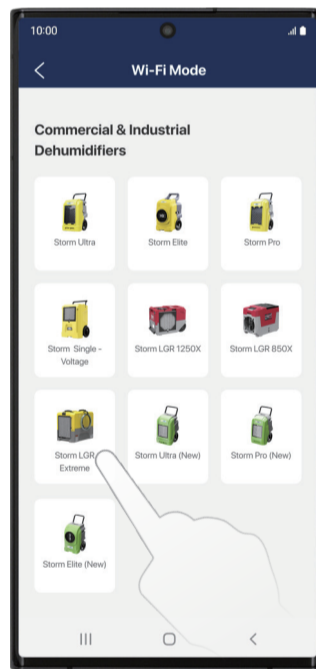 10:00
Wi-Fi Mode
Commercial & Industrial
Dehumidifiers
Storm Ultra
Storm Elite
Storm Pro
Storm Single -
Voltage
Storm LGR 1250X
Storm LGR 850X
Storm LGR
Extreme
Storm Ultra (New)
Storm Pro (New)
Storm Elite (New)